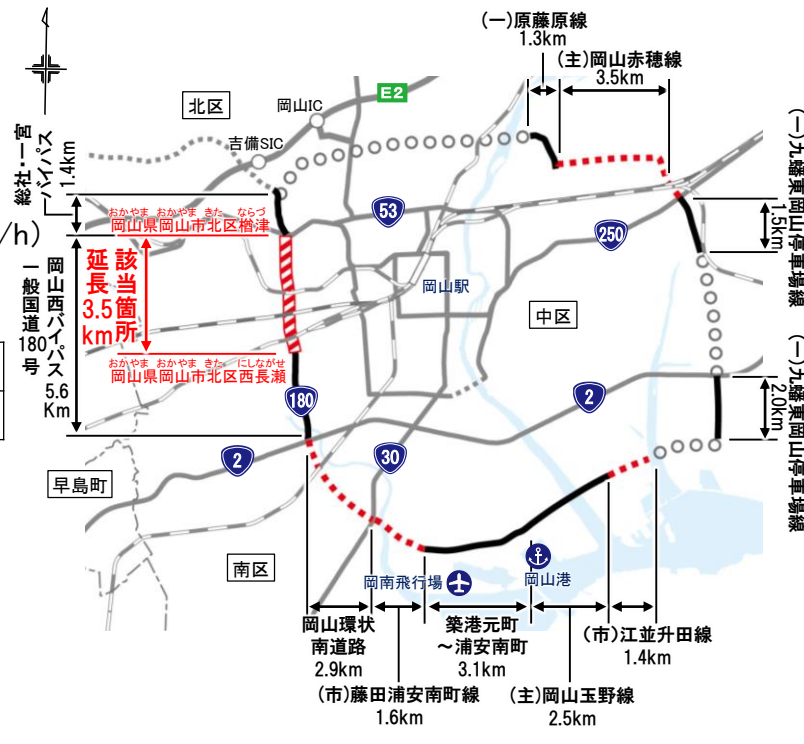 (一)原藤原線
1.3km
(主)岡山赤穂線
3.5km
E2
北区
岡山IC
吉備SIC
総社・一宮
バイパス
1.4km
(一)九蟠東岡山停車場線
1.5km
おかやま おかやま きた ならづ
岡山県岡山市北区楢津
53
250
/h)
該当箇所
延長
3.5
km
岡山西バイパス
一般国道
180
号
5.6
Km
岡山駅
中区
おかやま おかやま きた にしながせ
岡山県岡山市北区西長瀬
180
2
(一)九蟠東岡山停車場線
2.0km
2
30
早島町
南区
岡南飛行場
岡山港
岡山環状
南道路
2.9km
築港元町
~浦安南町
3.1km
(市)江並升田線
1.4km
(市)藤田浦安南町線
1.6km
(主)岡山玉野線
2.5km